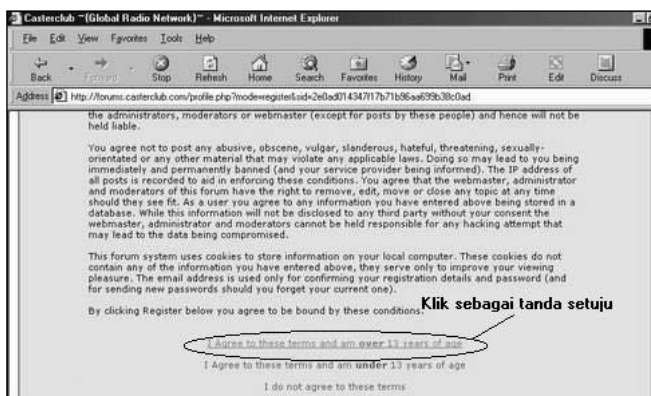 Casterclub ~(Global Radio Network)~ - Microsoft Internet Explorer
File Edit View Favorites Tools Help
Back Forward Stop Refresh Home Search Favorites History Mail Print Edit Discuss
Address http://forums.casterclub.com/profile.php?mode=register&sid=2e0ad014347f17b71b96aa699b38c0ad
the administrators, moderators or webmaster (except for posts by these people) and hence will not be
held liable.
You agree not to post any abusive, obscene, vulgar, slanderous, hateful, threatening, sexually-
orientated or any other material that may violate any applicable laws. Doing so may lead to you being
immediately and permanently banned (and your service provider being informed). The IP address of
all posts is recorded to aid in enforcing these conditions. You agree that the webmaster, administrator
and moderators of this forum have the right to remove, edit, move or close any topic at any time
should they see fit. As a user you agree to any information you have entered above being stored in a
database. While this information will not be disclosed to any third party without your consent the
webmaster, administrator and moderators cannot be held responsible for any hacking attempt that
may lead to the data being compromised.
This forum system uses cookies to store information on your local computer. These cookies do not
contain any of the information you have entered above, they serve only to improve your viewing
pleasure. The email address is used only for confirming your registration details and password (and
for sending new passwords should you forget your current one).
Klik sebagai tanda setuju
By clicking Register below you agree to be bound by these conditions.
I Agree to these terms and am over 13 years of age
I Agree to these terms and am under 13 years of age
I do not agree to these terms